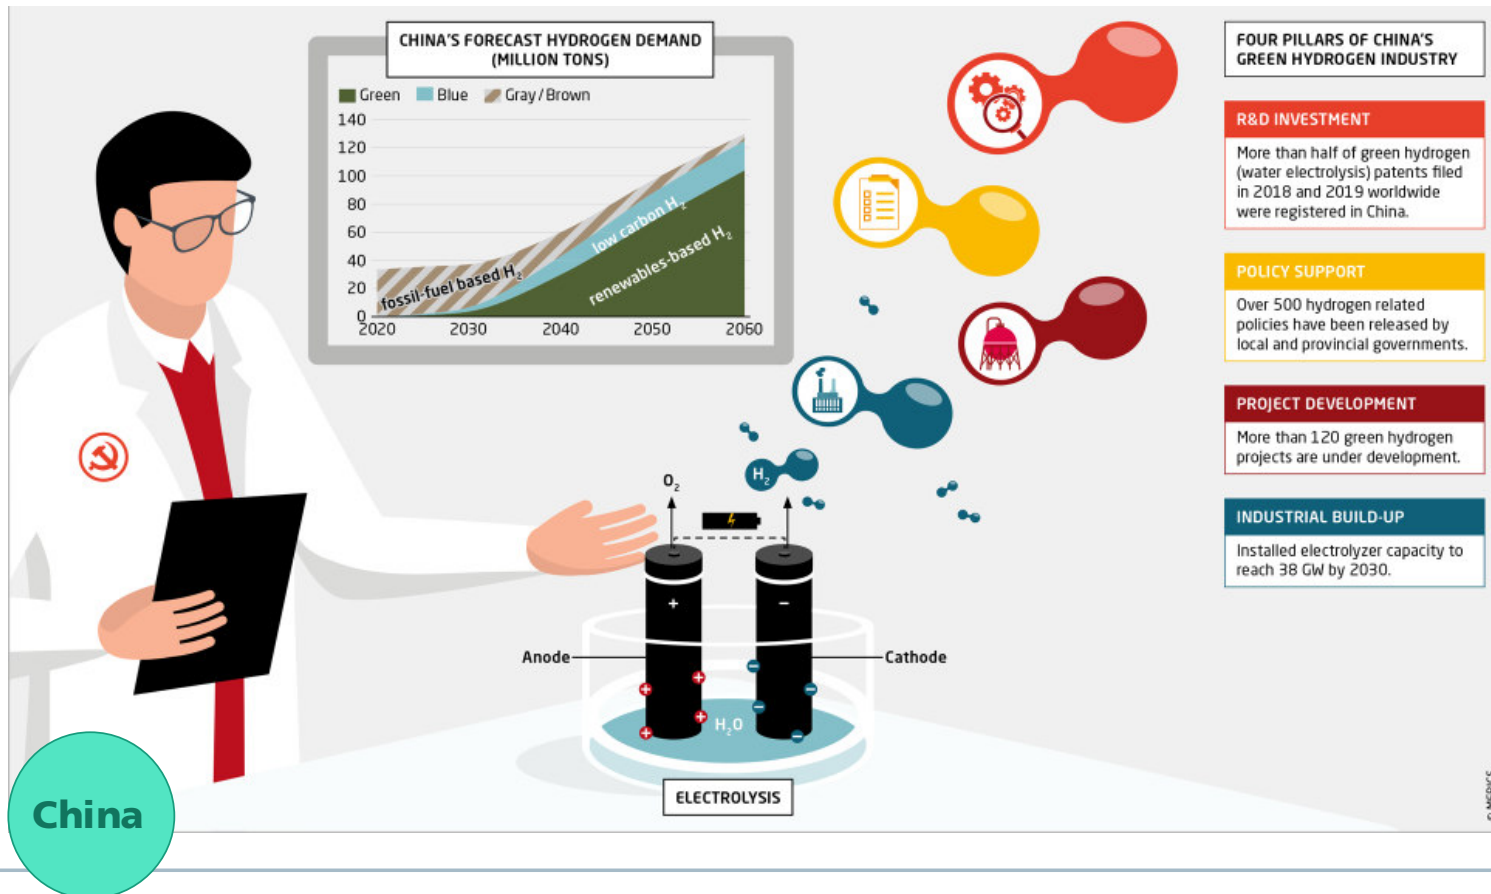 CHINA'S FORECAST HYDROGEN DEMAND
(MILLION TONS)
Green Blue Gray/Brown
140
120
100
80
60
40
20
0
2020 2030 2040 2050 2060
fossil-fuel based H₂
low carbon H₂
renewables-based H₂
FOUR PILLARS OF CHINA'S
GREEN HYDROGEN INDUSTRY
R&D INVESTMENT
More than half of green hydrogen
(water electrolysis) patents filed
in 2018 and 2019 worldwide
were registered in China.
POLICY SUPPORT
Over 500 hydrogen related
policies have been released by
local and provincial governments.
PROJECT DEVELOPMENT
More than 120 green hydrogen
projects are under development.
INDUSTRIAL BUILD-UP
Installed electrolyzer capacity to
reach 38 GW by 2030.
O₂
H₂
+
−
Anode
Cathode
H₂O
ELECTROLYSIS
China
© MERICS